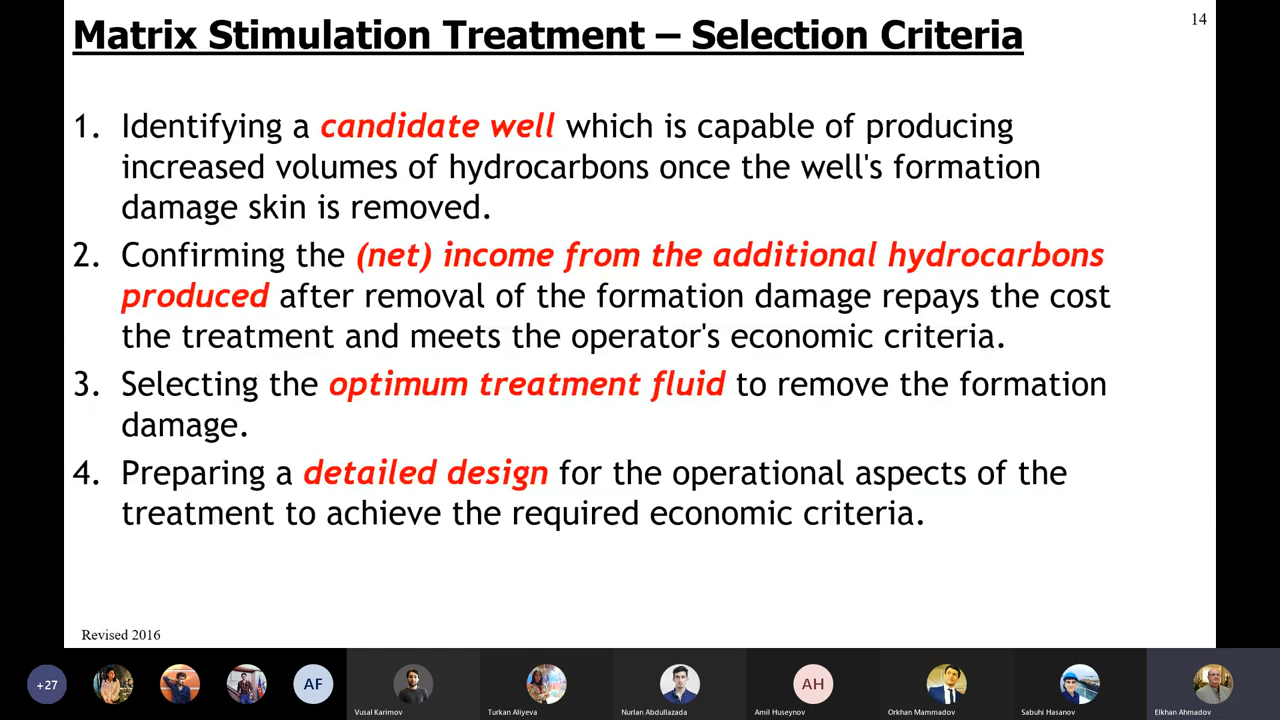 14
Matrix Stimulation Treatment – Selection Criteria
1. Identifying a candidate well which is capable of producing
increased volumes of hydrocarbons once the well's formation
damage skin is removed.
2. Confirming the (net) income from the additional hydrocarbons
produced after removal of the formation damage repays the cost
the treatment and meets the operator's economic criteria.
3. Selecting the optimum treatment fluid to remove the formation
damage.
4. Preparing a detailed design for the operational aspects of the
treatment to achieve the required economic criteria.
Revised 2016
+27
AF
AH
Vusal Karimov
Turkan Aliyeva
Nurlan Abdullazada
Amil Huseynov
Orkhan Mammadov
Sabuhi Hasanov
Elkhan Ahmadov